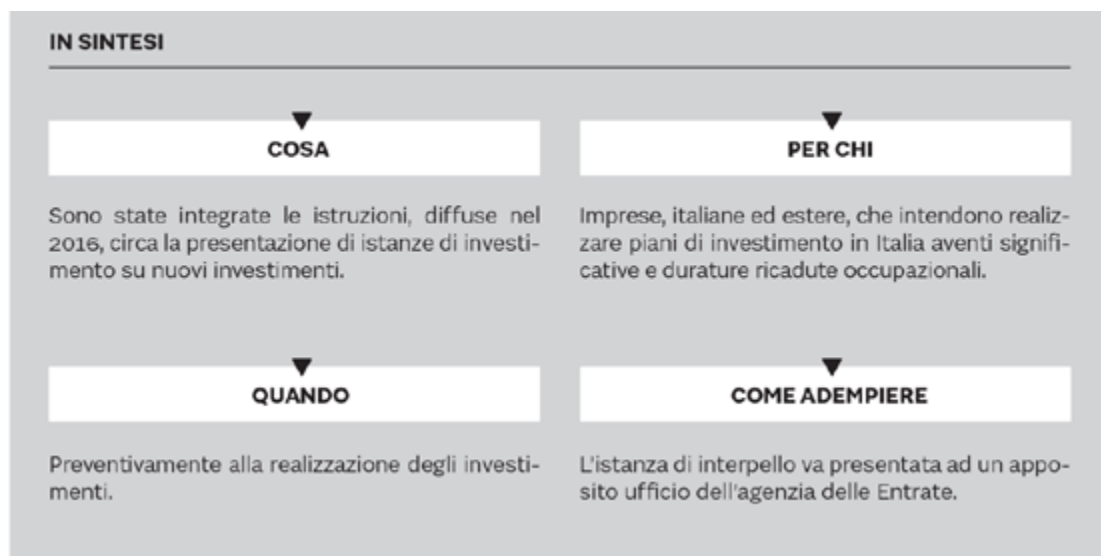 IN SINTESI
COSA
Sono state integrate le istruzioni, diffuse nel
2016, circa la presentazione di istanze di investi-
mento su nuovi investimenti.
PER CHI
Imprese, italiane ed estere, che intendono realiz-
zare piani di investimento in Italia aventi signifi-
cative e durature ricadute occupazionali.
QUANDO
Preventivamente alla realizzazione degli investi-
menti.
COME ADEMPIERE
L'istanza di interpello va presentata ad un appo-
sito ufficio dell'agenzia delle Entrate.